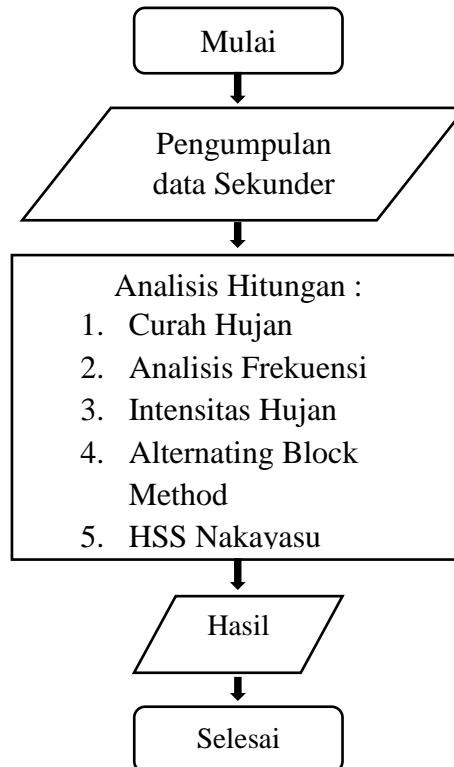 Mulai
Pengumpulan
data Sekunder
Analisis Hitungan :
1. Curah Hujan
2. Analisis Frekuensi
3. Intensitas Hujan
4. Alternating Block
Method
5. HSS Nakayasu
Hasil
Selesai